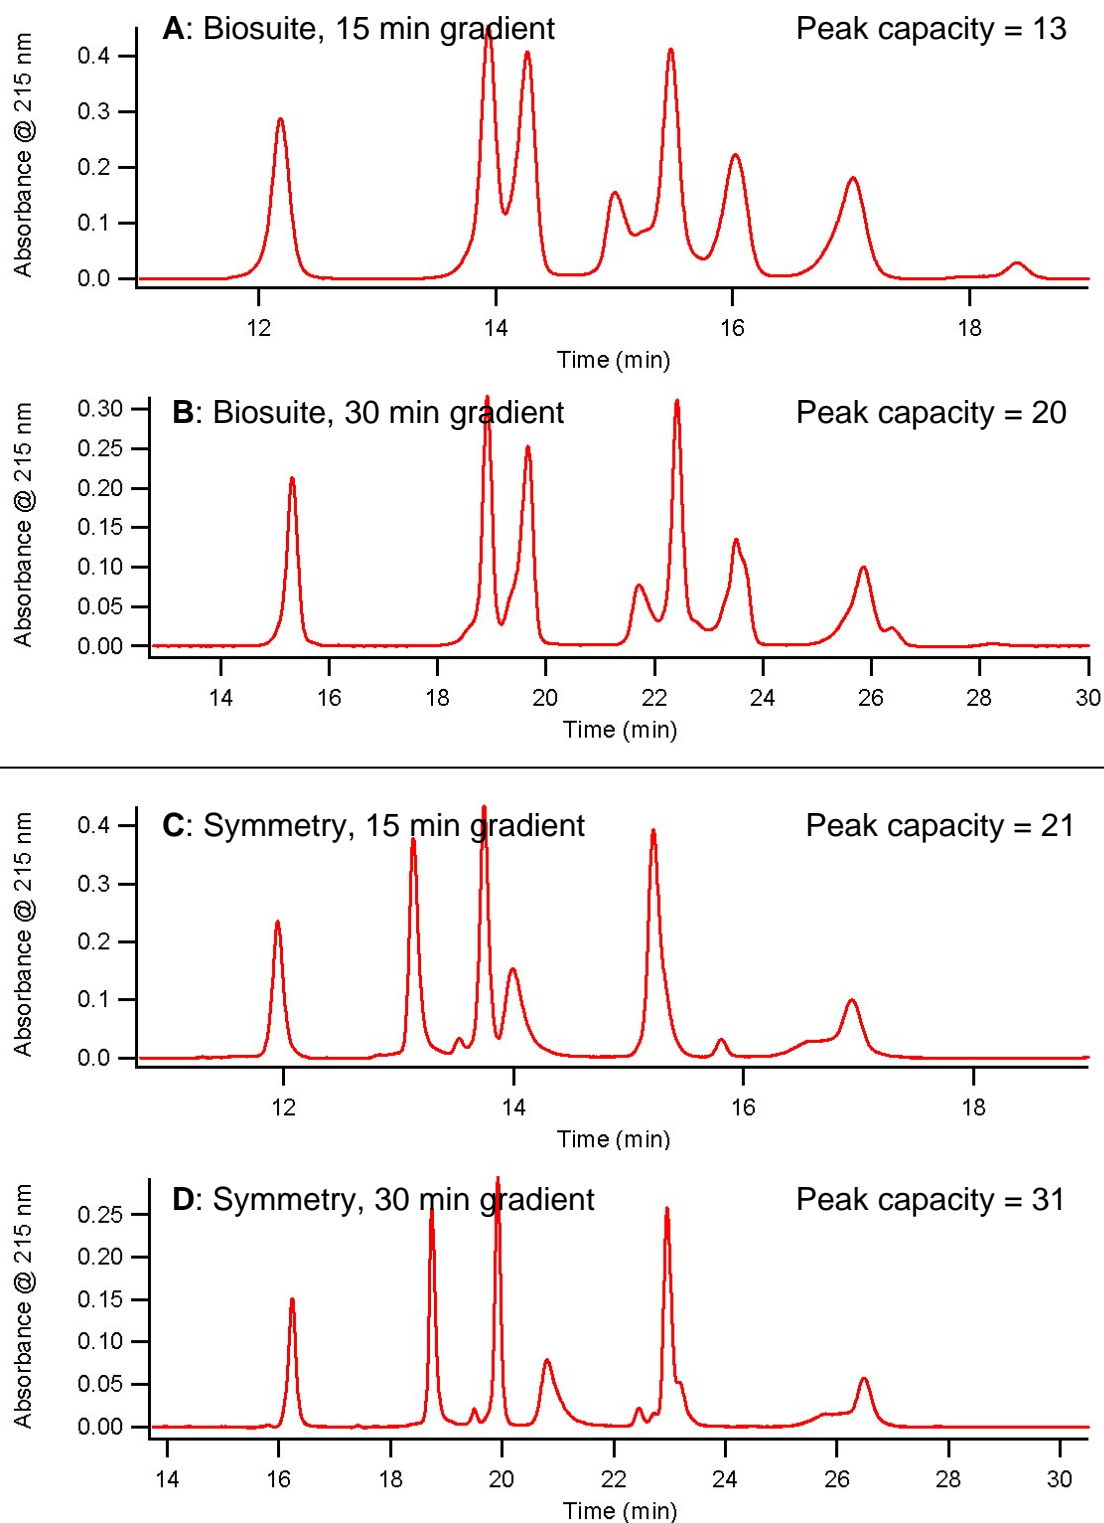 A: Biosuite, 15 min gradient
Peak capacity = 13
Absorbance @ 215 nm
0.4
0.3
0.2
0.1
0.0
12 14 16 18
Time (min)
B: Biosuite, 30 min gradient
Peak capacity = 20
Absorbance @ 215 nm
0.30
0.25
0.20
0.15
0.10
0.05
0.00
14 16 18 20 22 24 26 28 30
Time (min)
C: Symmetry, 15 min gradient
Peak capacity = 21
Absorbance @ 215 nm
0.4
0.3
0.2
0.1
0.0
12 14 16 18
Time (min)
D: Symmetry, 30 min gradient
Peak capacity = 31
Absorbance @ 215 nm
0.25
0.20
0.15
0.10
0.05
0.00
14 16 18 20 22 24 26 28 30
Time (min)